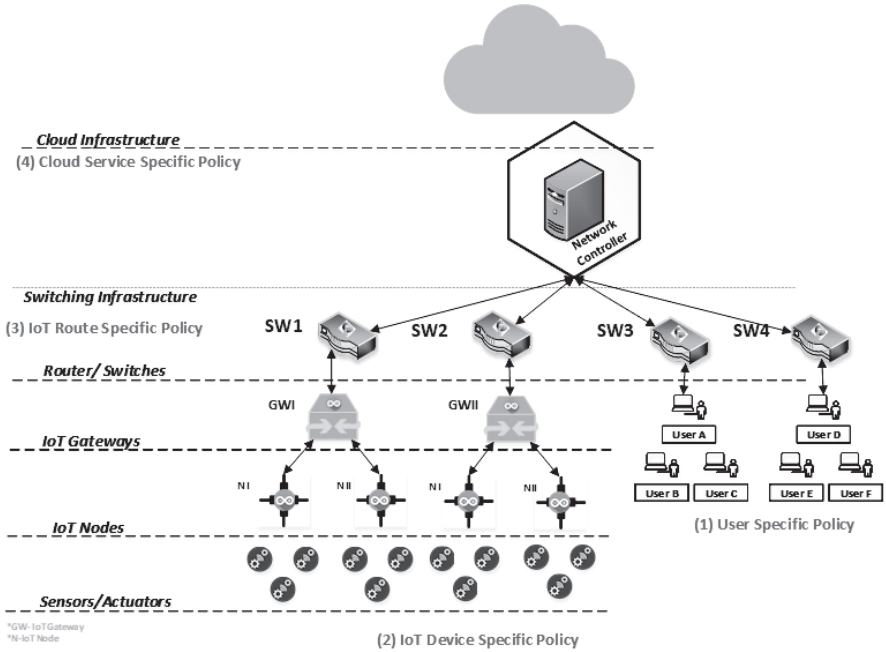 Cloud Infrastructure
(4) Cloud Service Specific Policy
Network
Controller
Switching Infrastructure
(3) IoT Route Specific Policy
SW1
SW2
SW3
SW4
Router/ Switches
GWI
GWII
User A
User D
IoT Gateways
NI
NII
NI
NII
User B
User C
User E
User F
IoT Nodes
(1) User Specific Policy
Sensors/Actuators
*GW- IoT Gateway
*N-IoT Node
(2) IoT Device Specific Policy